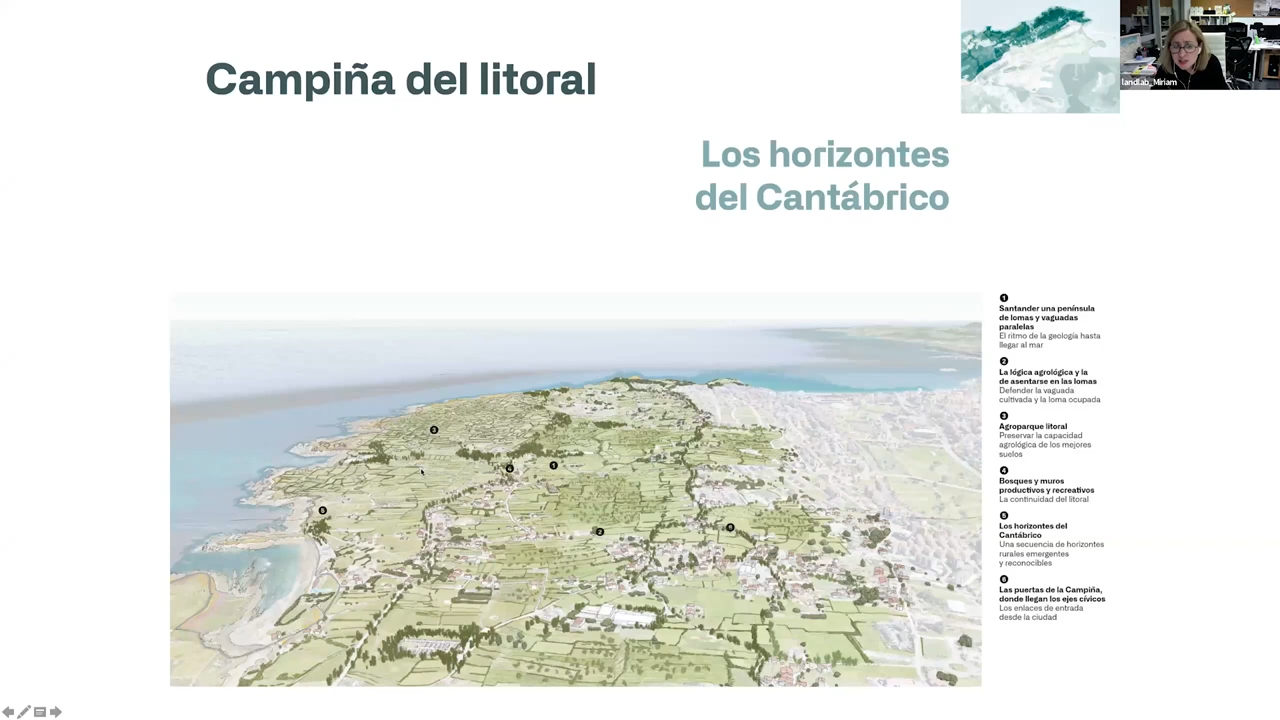 Campiña del litoral
landlab_Miriam
Los horizontes
del Cantábrico
1
Santander una península
de lomas y vaguadas
paralelas
El ritmo de la geología hasta
llegar al mar
2
La lógica agrológica y la
de asentarse en las lomas
Defender la vaguada
cultivada y la loma ocupada
3
Agroparque litoral
Preservar la capacidad
agrológica de los mejores
suelos
4
Bosques y muros
productivos y recreativos
La continuidad del litoral
5
Los horizontes del
Cantábrico
Una secuencia de horizontes
rurales emergentes
y reconocibles
6
Las puertas de la Campiña,
donde llegan los ejes cívicos
Los enlaces de entrada
desde la ciudad
3
1
5
2